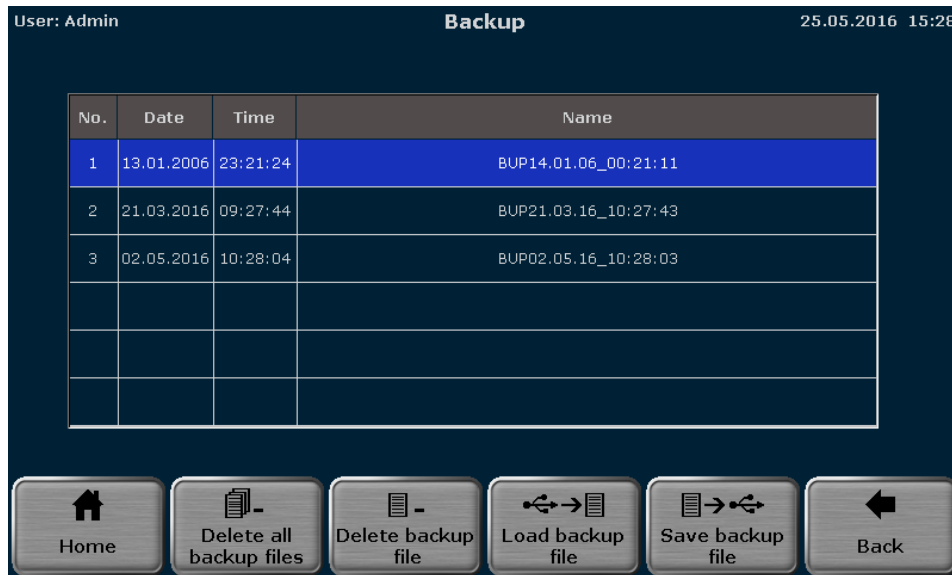 User: Admin Backup 25.05.2016 15:28
No. Date Time Name
1 13.01.2006 23:21:24 BUP14.01.06_00:21:11
2 21.03.2016 09:27:44 BUP21.03.16_10:27:43
3 02.05.2016 10:28:04 BUP02.05.16_10:28:03
Home
Delete all
backup files
Delete backup
file
Load backup
file
Save backup
file
Back